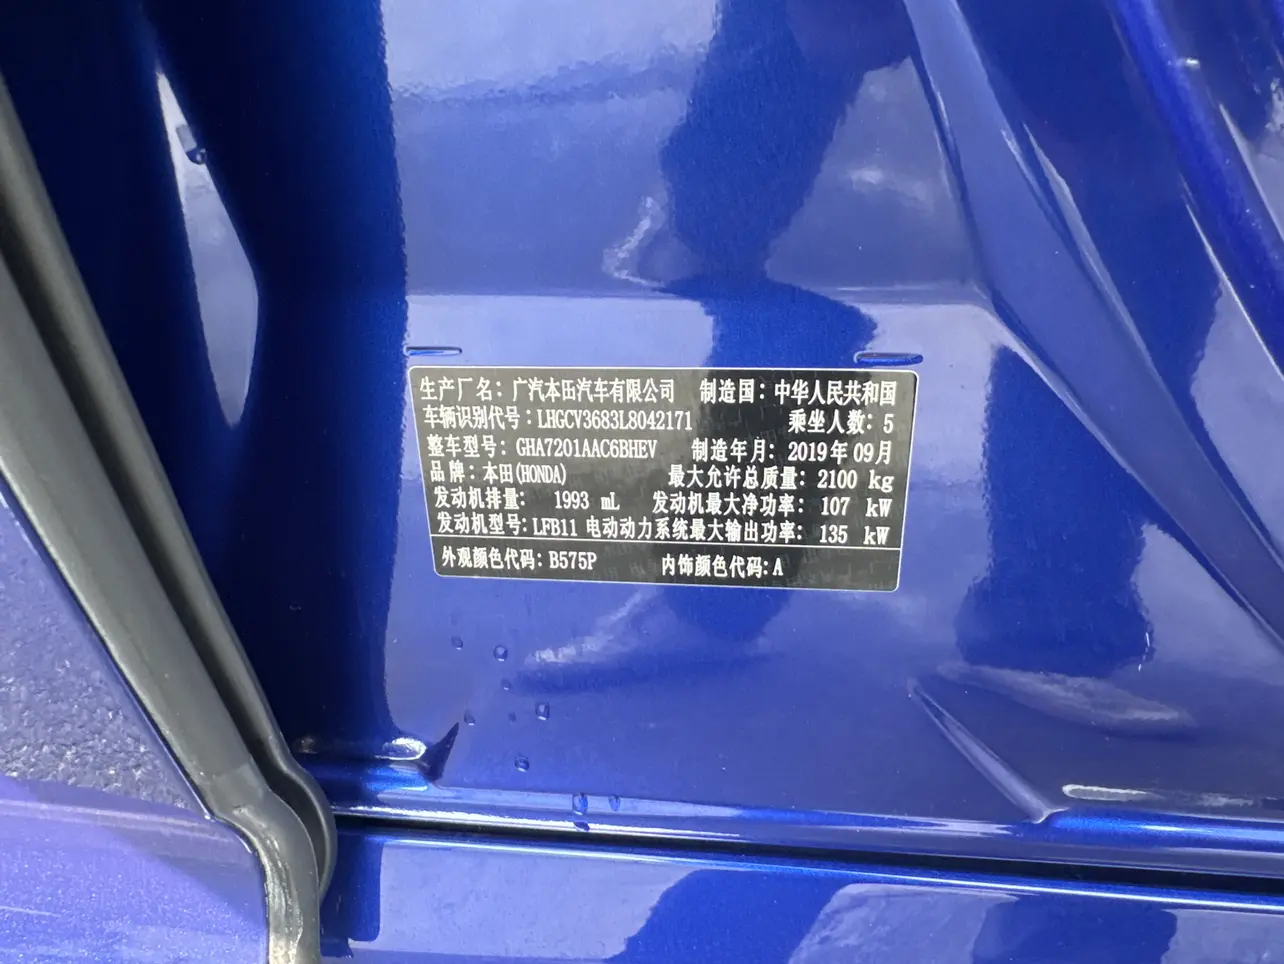 生产厂名：广汽本田汽车有限公司 制造国：中华人民共和国
车辆识别代号：LHGCV3683L8042171 乘坐人数：5
整车型号：GHA7201AAC6BHEV 制造年月：2019年09月
品牌：本田(HONDA) 最大允许总质量：2100 kg
发动机排量： 1993 mL 发动机最大净功率：107 kW
发动机型号：LFB11 电动动力系统最大输出功率：135 kW
外观颜色代码：B575P 内饰颜色代码：A